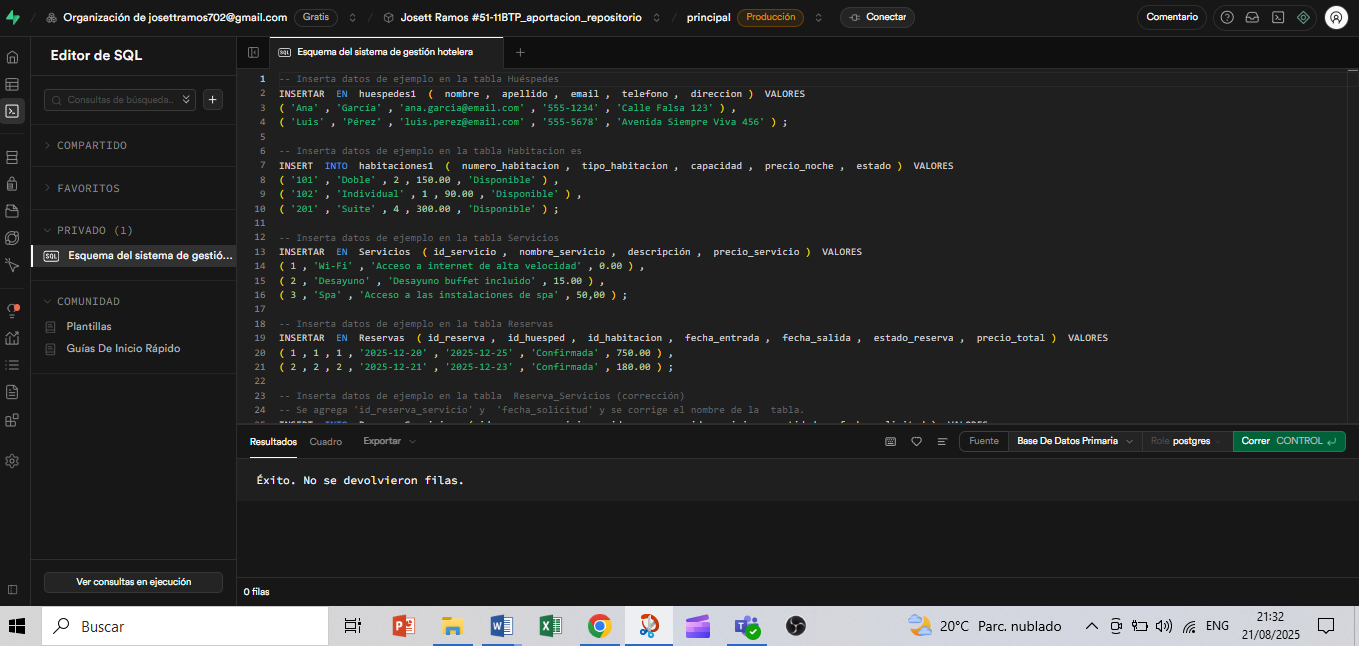 Organización de josettramos702@gmail.com Gratis / Josett Ramos #51-11BTP_aportacion_repositorio / principal Producción Conectar Comentario
Editor de SQL
Consultas de búsqueda..
COMPARTIDO
FAVORITOS
PRIVADO (1)
SQL Esquema del sistema de gestió...
COMUNIDAD
Plantillas
Guías De Inicio Rápido
Ver consultas en ejecución
SQL Esquema del sistema de gestión hotelera
1 -- Inserta datos de ejemplo en la tabla Huéspedes
2 INSERTAR EN huespedes1 ( nombre , apellido , email , telefono , direccion ) VALORES
3 ( 'Ana' , 'García' , 'ana.garcia@email.com' , '555-1234' , 'Calle Falsa 123' ) ,
4 ( 'Luis' , 'Pérez' , 'luis.perez@email.com' , '555-5678' , 'Avenida Siempre Viva 456' ) ;
5
6 -- Inserta datos de ejemplo en la tabla Habitacion es
7 INSERT INTO habitaciones1 ( numero_habitacion , tipo_habitacion , capacidad , precio_noche , estado ) VALORES
8 ( '101' , 'Doble' , 2 , 150.00 , 'Disponible' ) ,
9 ( '102' , 'Individual' , 1 , 90.00 , 'Disponible' ) ,
10 ( '201' , 'Suite' , 4 , 300.00 , 'Disponible' ) ;
11
12 -- Inserta datos de ejemplo en la tabla Servicios
13 INSERTAR EN Servicios ( id_servicio , nombre_servicio , descripción , precio_servicio ) VALORES
14 ( 1 , 'Wi-Fi' , 'Acceso a internet de alta velocidad' , 0.00 ) ,
15 ( 2 , 'Desayuno' , 'Desayuno buffet incluido' , 15.00 ) ,
16 ( 3 , 'Spa' , 'Acceso a las instalaciones de spa' , 50,00 ) ;
17
18 -- Inserta datos de ejemplo en la tabla Reservas
19 INSERTAR EN Reservas ( id_reserva , id_huesped , id_habitacion , fecha_entrada , fecha_salida , estado_reserva , precio_total ) VALORES
20 ( 1 , 1 , 1 , '2025-12-20' , '2025-12-25' , 'Confirmada' , 750.00 ) ,
21 ( 2 , 2 , 2 , '2025-12-21' , '2025-12-23' , 'Confirmada' , 180.00 ) ;
22
23 -- Inserta datos de ejemplo en la tabla Reserva_Servicios (corrección)
24 -- Se agrega 'id_reserva_servicio' y 'fecha_solicitud' y se corrige el nombre de la tabla.
Resultados Cuadro Exportar Fuente Base De Datos Primaria Role postgres Correr CONTROL
Éxito. No se devolvieron filas.
0 filas
Buscar
20°C Parc. nublado ENG
21:32
21/08/2025